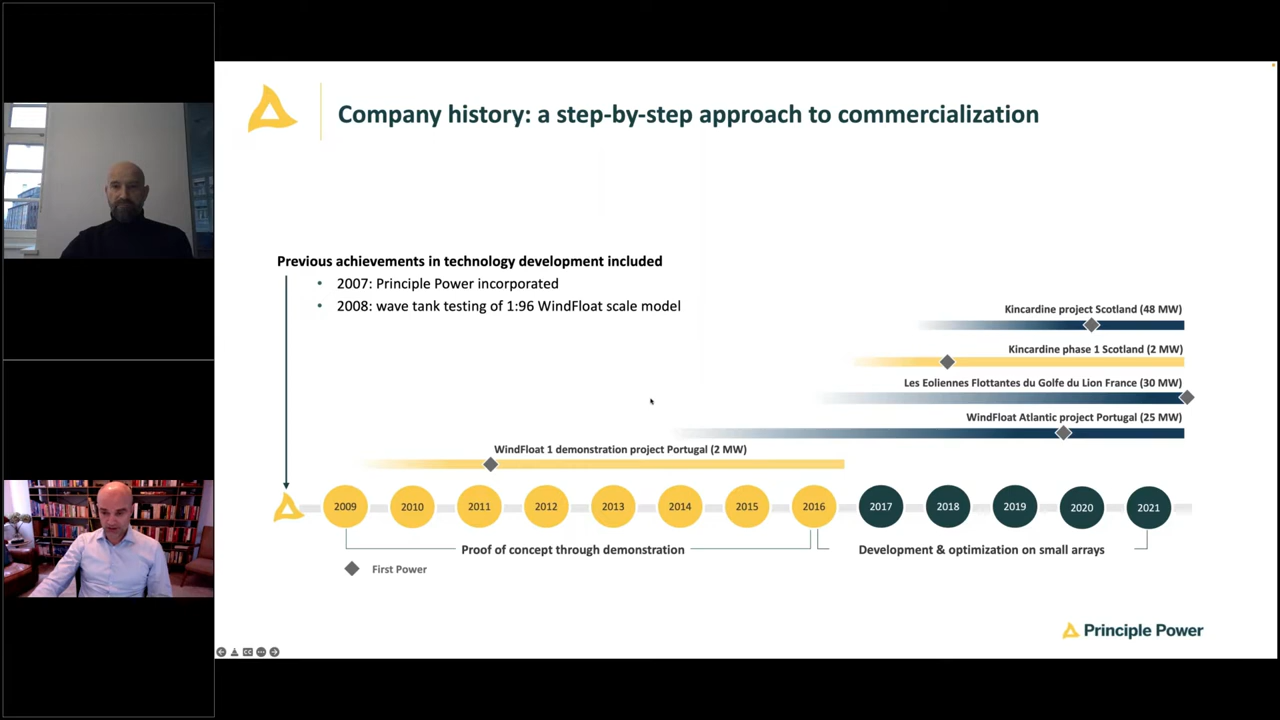 Company history: a step-by-step approach to commercialization
Previous achievements in technology development included
• 2007: Principle Power incorporated
• 2008: wave tank testing of 1:96 WindFloat scale model
Kincardine project Scotland (48 MW)
Kincardine phase 1 Scotland (2 MW)
Les Eoliennes Flottantes du Golfe du Lion France (30 MW)
WindFloat Atlantic project Portugal (25 MW)
WindFloat 1 demonstration project Portugal (2 MW)
2009 2010 2011 2012 2013 2014 2015 2016 2017 2018 2019 2020 2021
Proof of concept through demonstration Development & optimization on small arrays
First Power
Principle Power